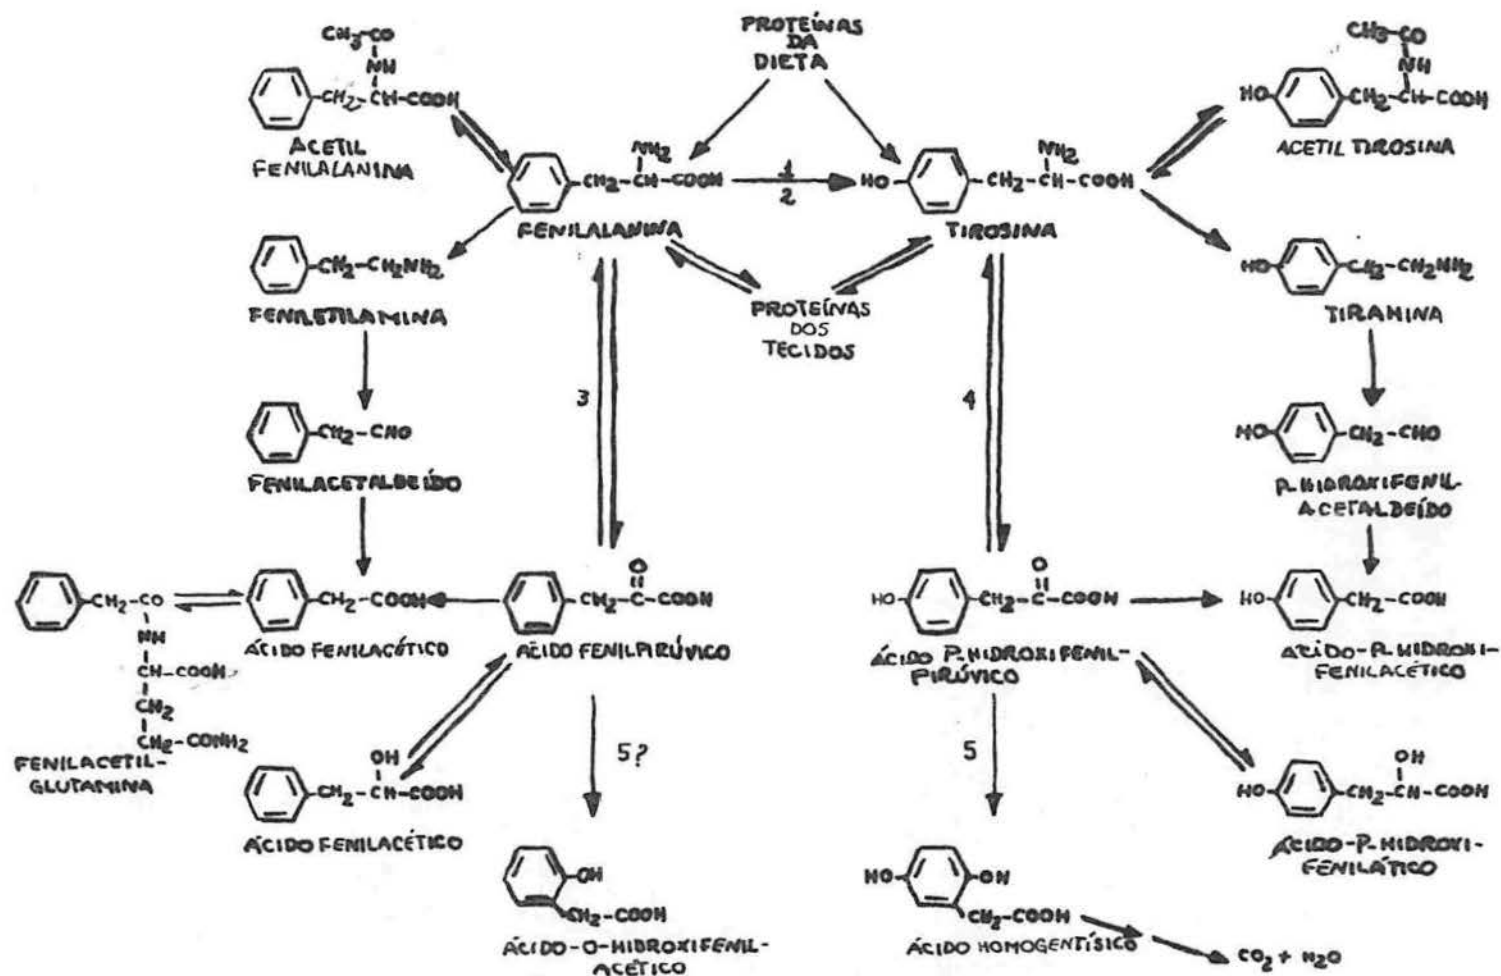 CH3-CO
NH
CH2-CH-COOH
ACETIL
FENILALANINA
PROTEÍNAS
DA
DIETA
CH3-CO
NH
HO
CH2-CH-COOH
ACETIL TIROSINA
NH2
CH2-CH-COOH
FENILALANINA
1
2
NH2
HO
CH2-CH-COOH
TIROSINA
CH2-CH2NH2
FENILETILAMINA
PROTEÍNAS
DOS
TECIDOS
HO
CH2-CH2NH2
TIRAMINA
3
4
CH2-CHO
FENILACETALDEÍDO
HO
CH2-CHO
P-HIDROXIFENIL-
ACETALDEÍDO
CH2-CO
NH
CH-COOH
CH2
CH2-CONH2
FENILACETIL-
GLUTAMINA
CH2-COOH
ÁCIDO FENILACÉTICO
O
CH2-C-COOH
ÁCIDO FENILPIRÚVICO
O
HO
CH2-C-COOH
ÁCIDO P-HIDROXIFENIL-
PIRÚVICO
HO
CH2-COOH
ÁCIDO-P-HIDROXI-
FENILACÉTICO
OH
CH2-CH-COOH
ÁCIDO FENILACÉTICO
5?
5
OH
HO
CH2-CH-COOH
ÁCIDO-P-HIDROXI-
FENILÁTICO
OH
CH2-COOH
ÁCIDO-O-HIDROXIFENIL-
ACÉTICO
HO
OH
CH2-COOH
ÁCIDO HOMOGENTÍSICO
CO2 + H2O